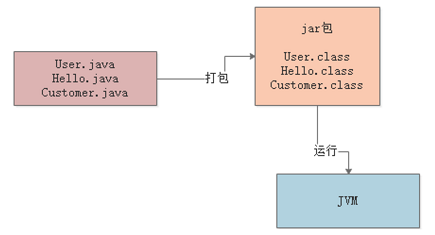 User.java
Hello.java
Customer.java
打包
jar包
User.class
Hello.class
Customer.class
运行
JVM